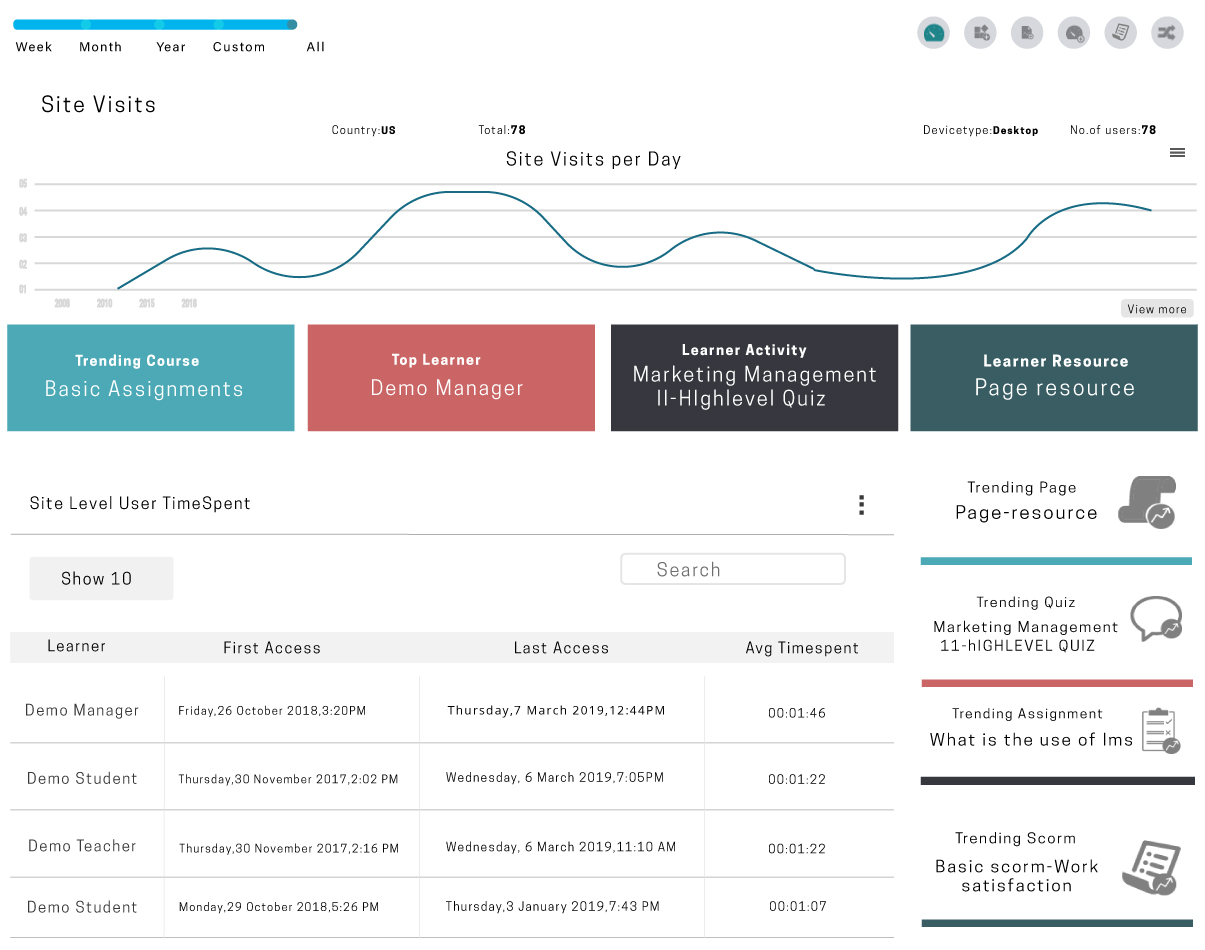 Week Month Year Custom All
Site Visits
Country:US Total:78 Devicetype:Desktop No.of users:78
Site Visits per Day
05
04
03
02
01
2008 2010 2015 2018
View more
Trending Course
Basic Assignments
Top Learner
Demo Manager
Learner Activity
Marketing Management
II-HIghlevel Quiz
Learner Resource
Page resource
Site Level User TimeSpent
Show 10
Search
Learner First Access Last Access Avg Timespent
Demo Manager Friday,26 October 2018,3:20PM Thursday,7 March 2019,12:44PM 00:01:46
Demo Student Thursday,30 November 2017,2:02 PM Wednesday, 6 March 2019,7:05PM 00:01:22
Demo Teacher Thursday,30 November 2017,2:16 PM Wednesday, 6 March 2019,11:10 AM 00:01:22
Demo Student Monday,29 October 2018,5:26 PM Thursday,3 January 2019,7:43 PM 00:01:07
Trending Page
Page-resource
Trending Quiz
Marketing Management
11-hIGHLEVEL QUIZ
Trending Assignment
What is the use of lms
Trending Scorm
Basic scorm-Work
satisfaction